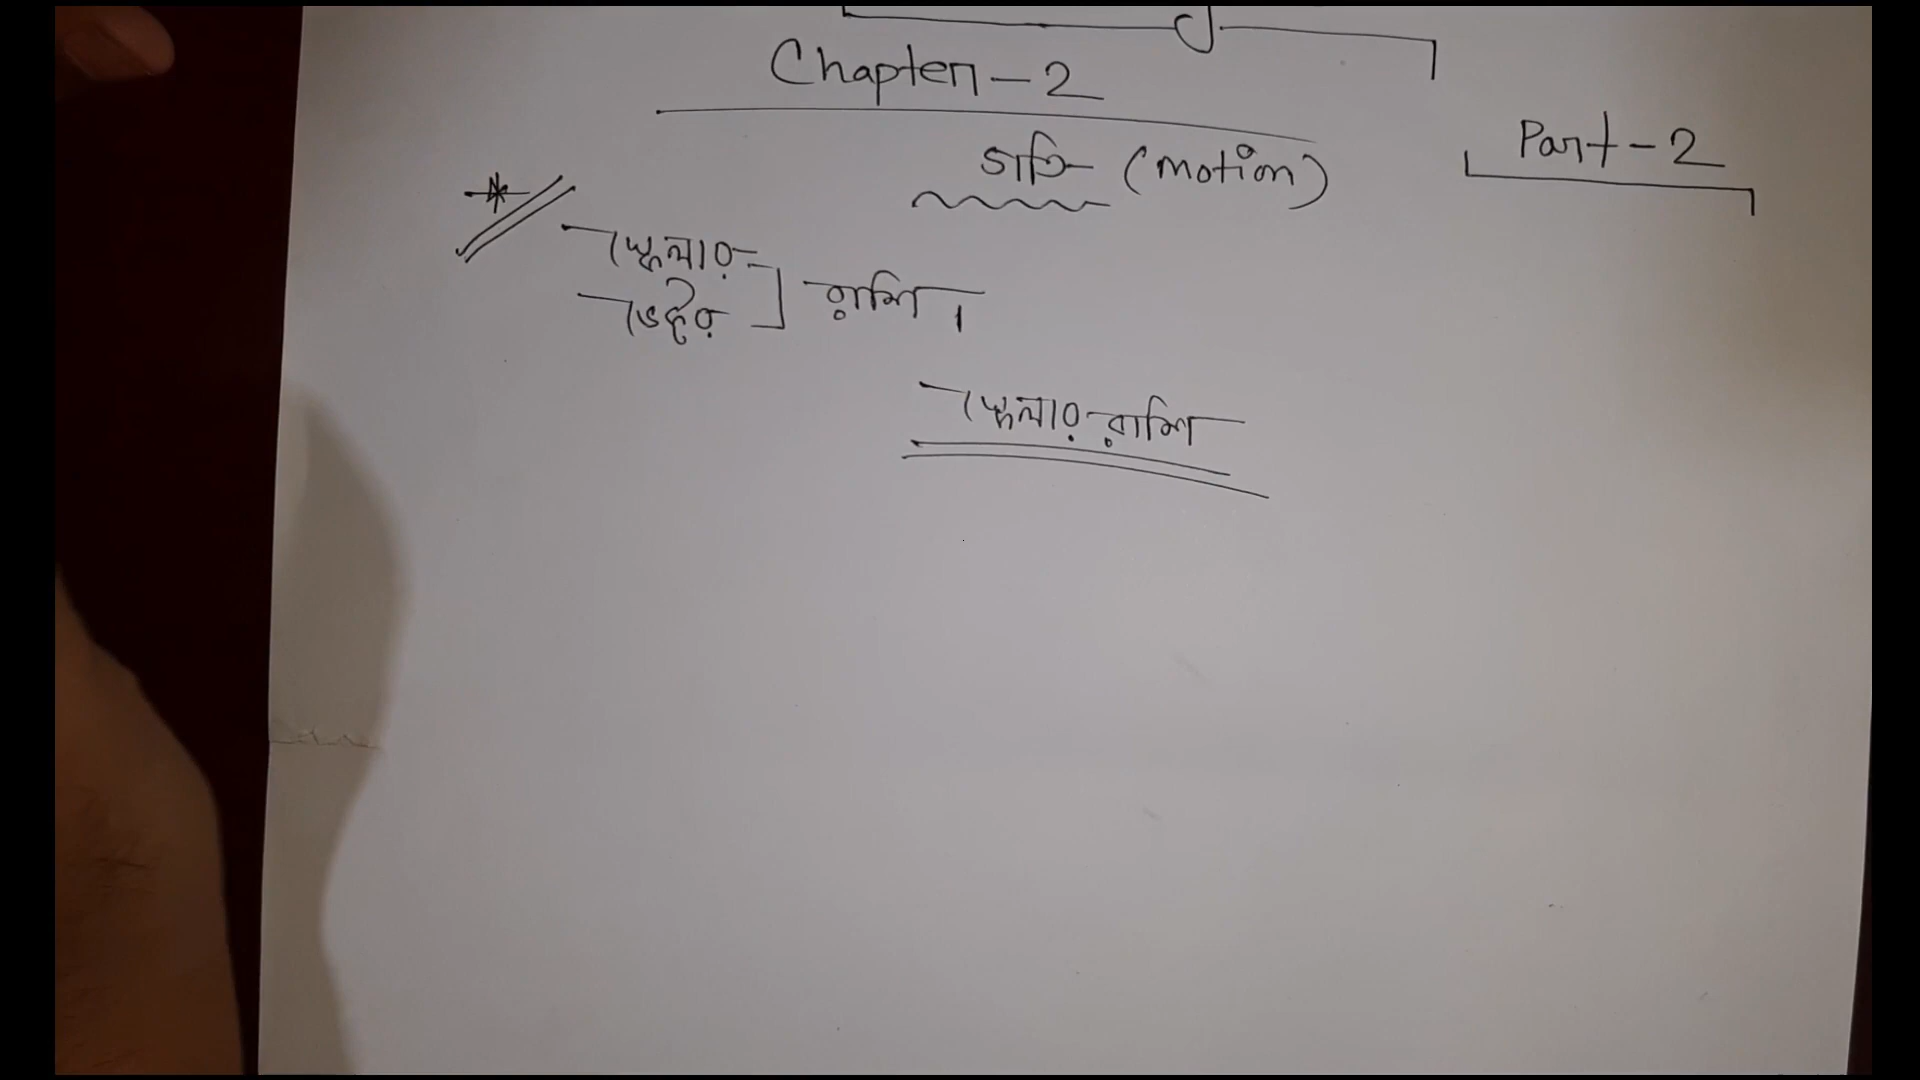 Chapter-2
গতি (motion)
Part-2
স্কেলার
ভেক্টর
রাশি।
স্কেলার রাশি